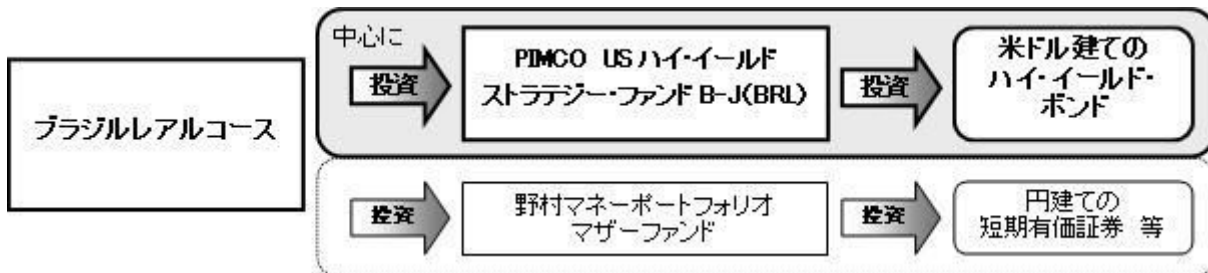 ブラジルレアルコース
中心に
投資
PIMCO USハイ・イールド
ストラテジー・ファンド B-J(BRL)
投資
米ドル建ての
ハイ・イールド・
ボンド
投資
野村マネーポートフォリオ
マザーファンド
投資
円建ての
短期有価証券 等